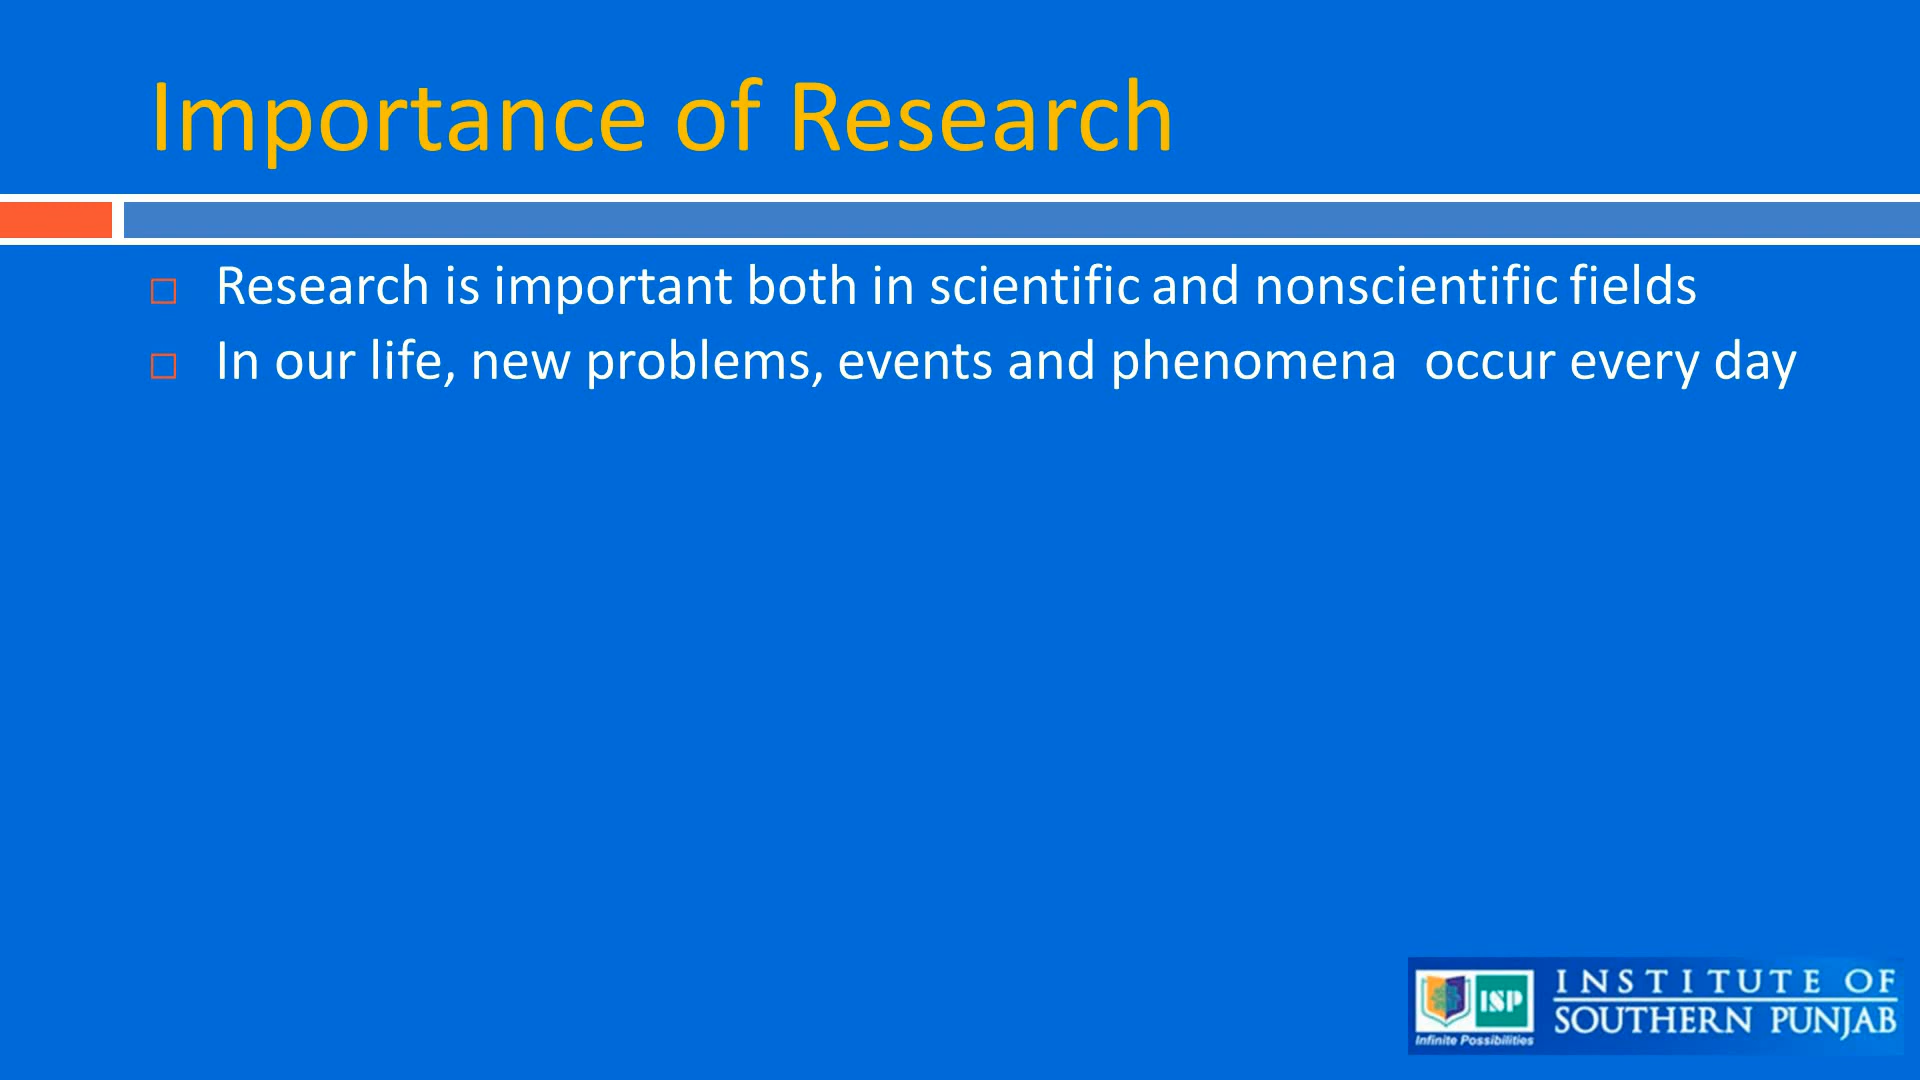 Importance of Research
Research is important both in scientific and nonscientific fields
In our life, new problems, events and phenomena  occur every day
ISP
Infinite Possibilities
INSTITUTE OF
SOUTHERN PUNJAB